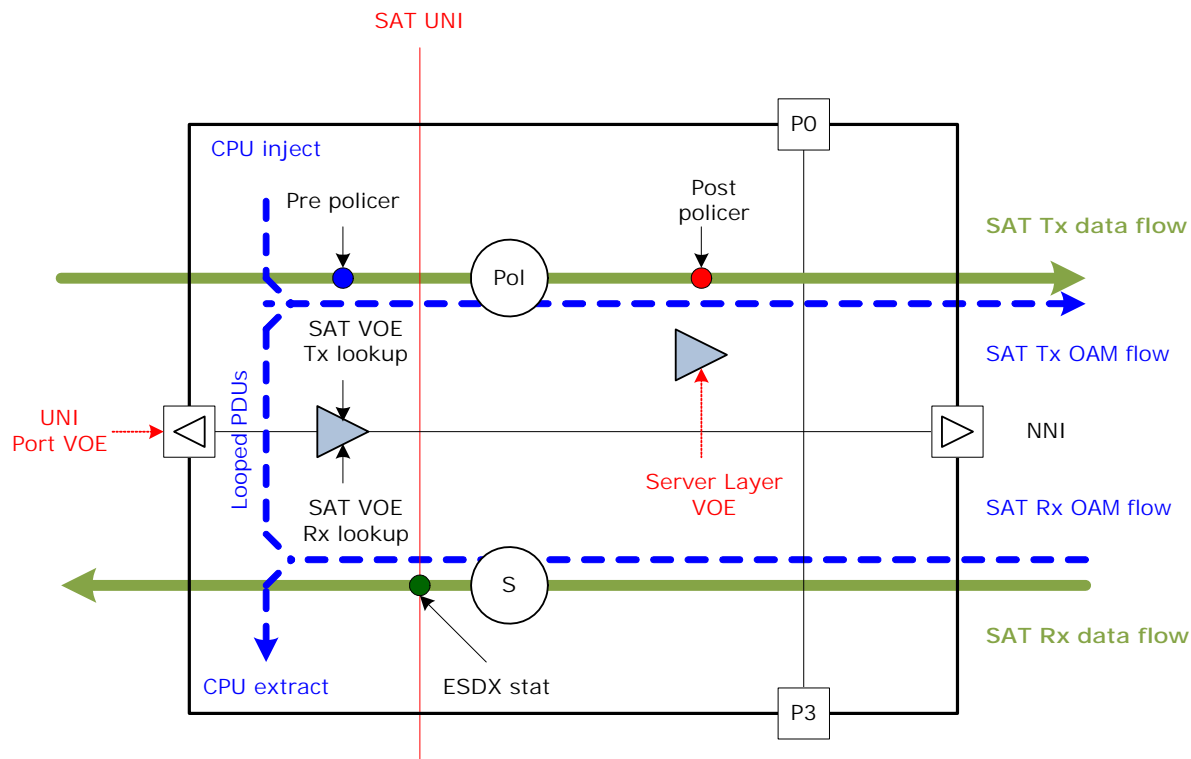 SAT UNI
P0
CPU inject
Pre policer
Post
policer
SAT Tx data flow
Pol
SAT VOE
Tx lookup
SAT Tx OAM flow
Looped PDUs
UNI
Port VOE
NNI
Server Layer
VOE
SAT VOE
Rx lookup
SAT Rx OAM flow
S
SAT Rx data flow
CPU extract
ESDX stat
P3